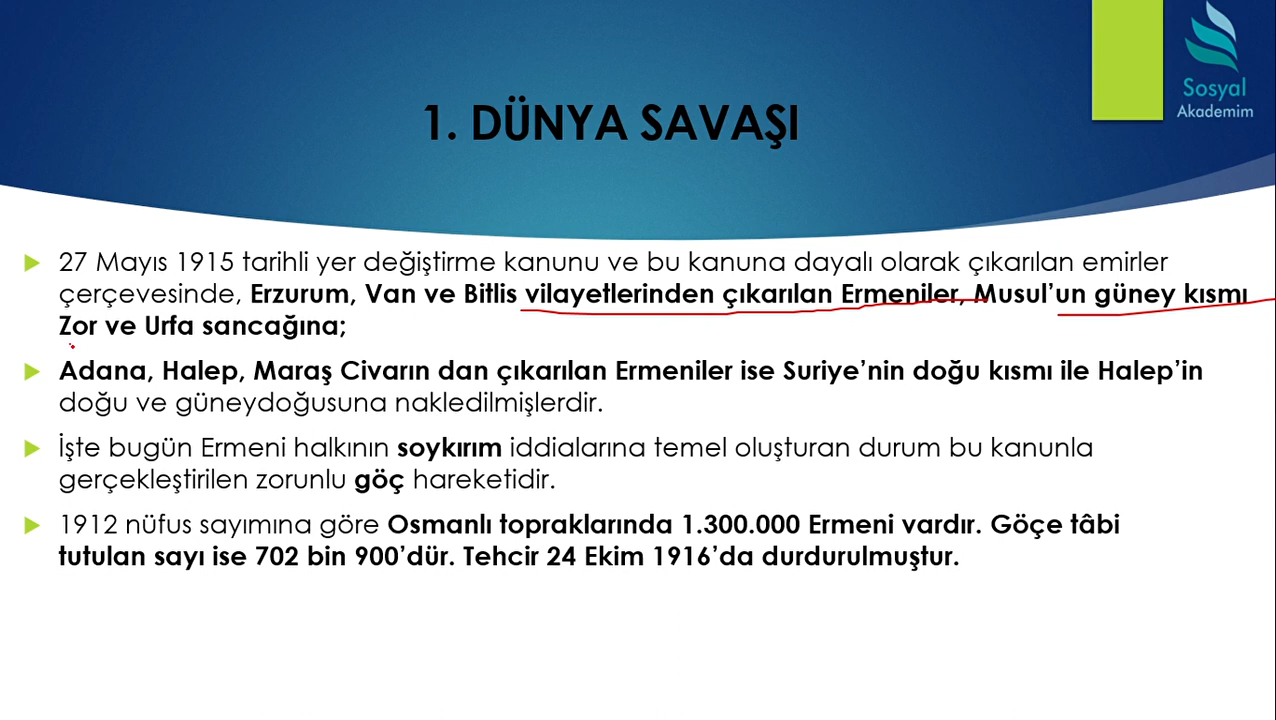 Sosyal
Akademim
1. DÜNYA SAVAŞI
27 Mayıs 1915 tarihli yer değiştirme kanunu ve bu kanuna dayalı olarak çıkarılan emirler
çerçevesinde, Erzurum, Van ve Bitlis vilayetlerinden çıkarılan Ermeniler, Musul’un güney kısmı
Zor ve Urfa sancağına;
Adana, Halep, Maraş Civarın dan çıkarılan Ermeniler ise Suriye’nin doğu kısmı ile Halep’in
doğu ve güneydoğusuna nakledilmişlerdir.
İşte bugün Ermeni halkının soykırım iddialarına temel oluşturan durum bu kanunla
gerçekleştirilen zorunlu göç hareketidir.
1912 nüfus sayımına göre Osmanlı topraklarında 1.300.000 Ermeni vardır. Göçe tâbi
tutulan sayı ise 702 bin 900’dür. Tehcir 24 Ekim 1916’da durdurulmuştur.